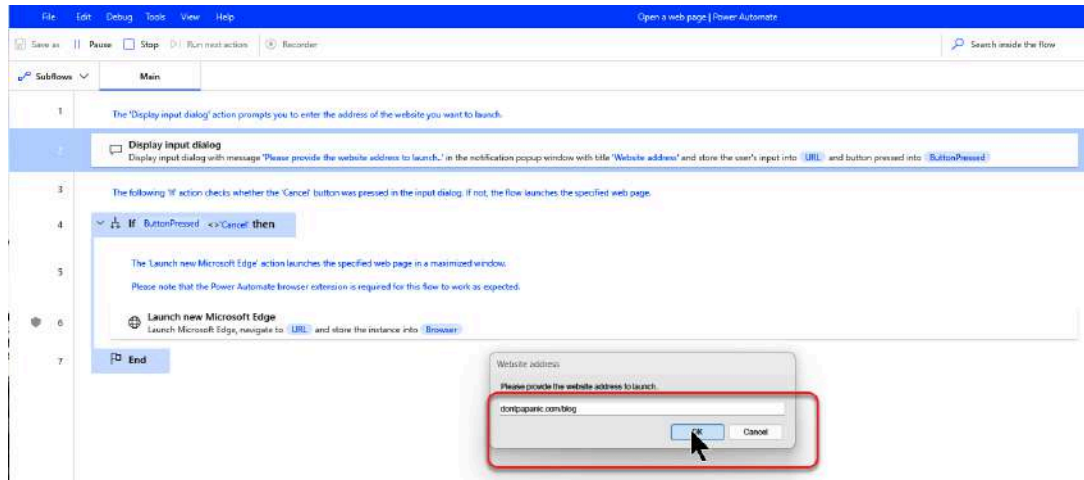 File Edit Debug Tools View Help Open a web page | Power Automate
Save as Pause Stop Run next action Recorder Search inside the flow
Subflows Main
1 The 'Display input dialog' action prompts you to enter the address of the website you want to launch.
2 Display input dialog
Display input dialog with message 'Please provide the website address to launch.' in the notification popup window with title 'Website address' and store the user's input into URL and button pressed into ButtonPressed
3 The following 'If' action checks whether the 'Cancel' button was pressed in the input dialog. If not, the flow launches the specified web page.
4 If ButtonPressed <> 'Cancel' then
The 'Launch new Microsoft Edge' action launches the specified web page in a maximized window.
5
Please note that the Power Automate browser extension is required for this flow to work as expected.
6 Launch new Microsoft Edge
Launch Microsoft Edge, navigate to URL and store the instance into Browser
7 End
Website address
Please provide the website address to launch.
dontpapanic.com/blog
OK Cancel